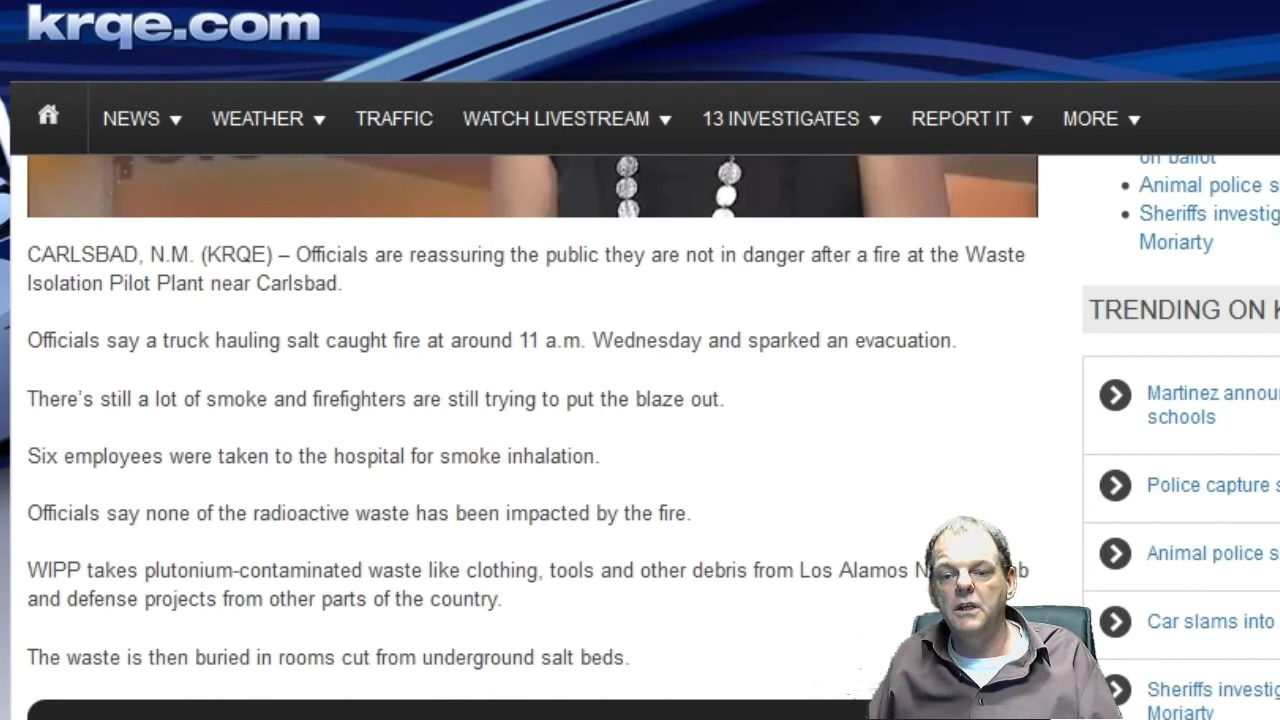 krqe.com
NEWS WEATHER TRAFFIC WATCH LIVESTREAM 13 INVESTIGATES REPORT IT MORE
CARLSBAD, N.M. (KRQE) – Officials are reassuring the public they are not in danger after a fire at the Waste
Isolation Pilot Plant near Carlsbad.
Officials say a truck hauling salt caught fire at around 11 a.m. Wednesday and sparked an evacuation.
There's still a lot of smoke and firefighters are still trying to put the blaze out.
Six employees were taken to the hospital for smoke inhalation.
Officials say none of the radioactive waste has been impacted by the fire.
WIPP takes plutonium-contaminated waste like clothing, tools and other debris from Los Alamos
and defense projects from other parts of the country.
The waste is then buried in rooms cut from underground salt beds.
on ballot
Animal police
Sheriffs
Moriarty
TRENDING ON
Martinez
schools
Police capture
Animal police
Car slams into
Sheriffs
Moriarty